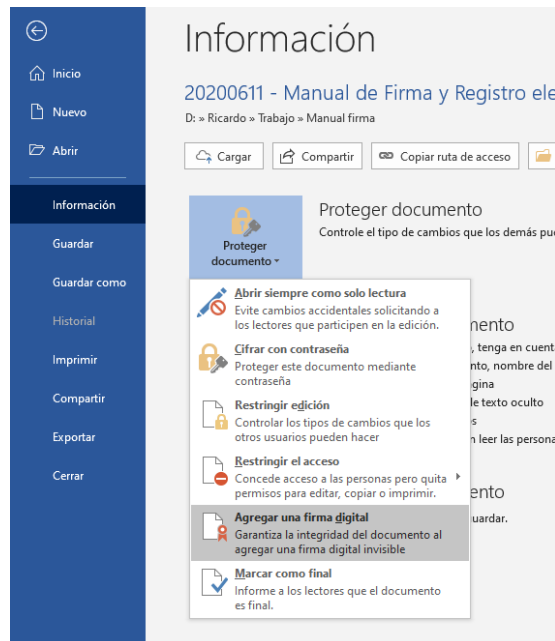 Información
Inicio
Nuevo
Abrir
Información
Guardar
Guardar como
Historial
Imprimir
Compartir
Exportar
Cerrar
20200611 - Manual de Firma y Registro ele
D: » Ricardo » Trabajo » Manual firma
Cargar
Compartir
Copiar ruta de acceso
Proteger documento
Proteger documento
Controle el tipo de cambios que los demás pue
Abrir siempre como solo lectura
Evite cambios accidentales solicitando a
los lectores que participen en la edición.
Cifrar con contraseña
Proteger este documento mediante
contraseña
Restringir edición
Controlar los tipos de cambios que los
otros usuarios pueden hacer
Restringir el acceso
Concede acceso a las personas pero quita
permisos para editar, copiar o imprimir.
Agregar una firma digital
Garantiza la integridad del documento al
agregar una firma digital invisible
Marcar como final
Informe a los lectores que el documento
es final.
mento
, tenga en cuent
nto, nombre del
gina
le texto oculto
s
n leer las persona
ento
uardar.